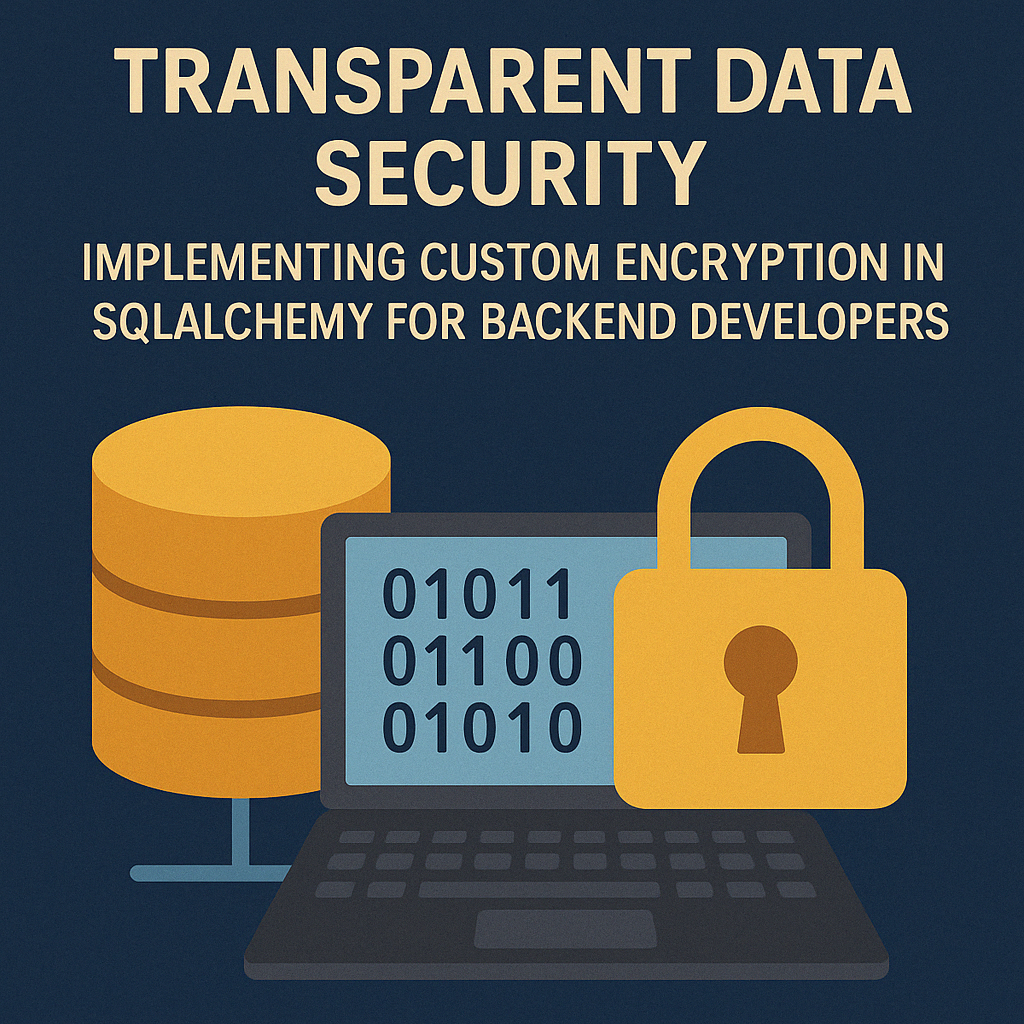 TRANSPARENT DATA
SECURITY
IMPLEMENTING CUSTOM ENCRYPTION IN
SQLALCHEMY FOR BACKEND DEVELOPERS
01011
01100
01010